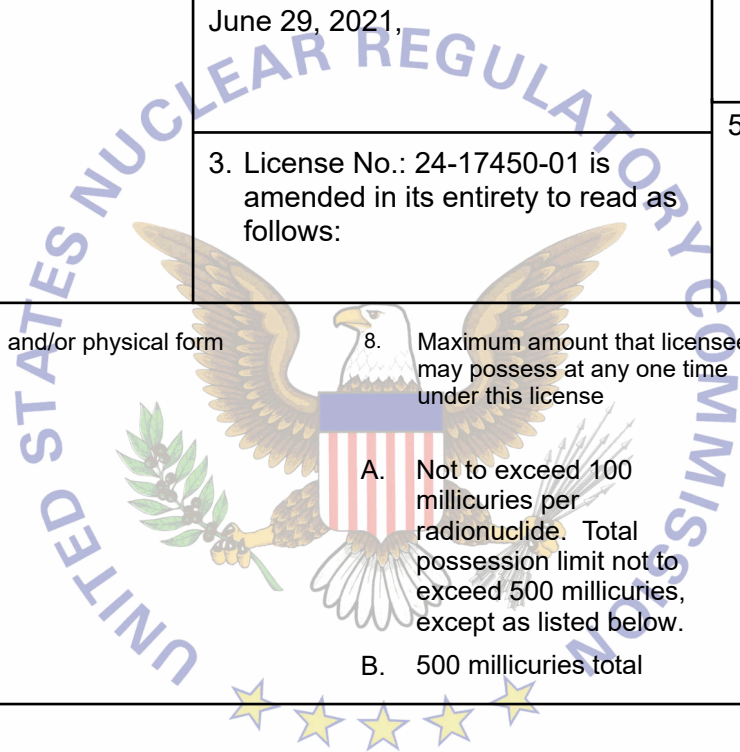 June 29, 2021,
5
3. License No.: 24-17450-01 is
amended in its entirety to read as
follows:
and/or physical form
8. Maximum amount that licensee
may possess at any one time
under this license
A. Not to exceed 100
millicuries per
radionuclide. Total
possession limit not to
exceed 500 millicuries,
except as listed below.
B. 500 millicuries total
UNITED STATES NUCLEAR REGULATORY COMMISSION